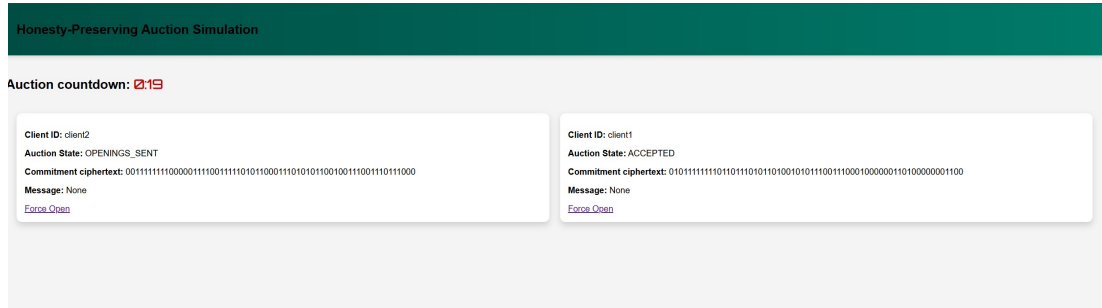 Honesty-Preserving Auction Simulation
Auction countdown: 0:19
Client ID: client2
Auction State: OPENINGS_SENT
Commitment ciphertext: 0011111111000001111001111101011000111010101100100111001110111000
Message: None
Force Open
Client ID: client1
Auction State: ACCEPTED
Commitment ciphertext: 0101111111101101110101101001010111001110001000000110100000001100
Message: None
Force Open